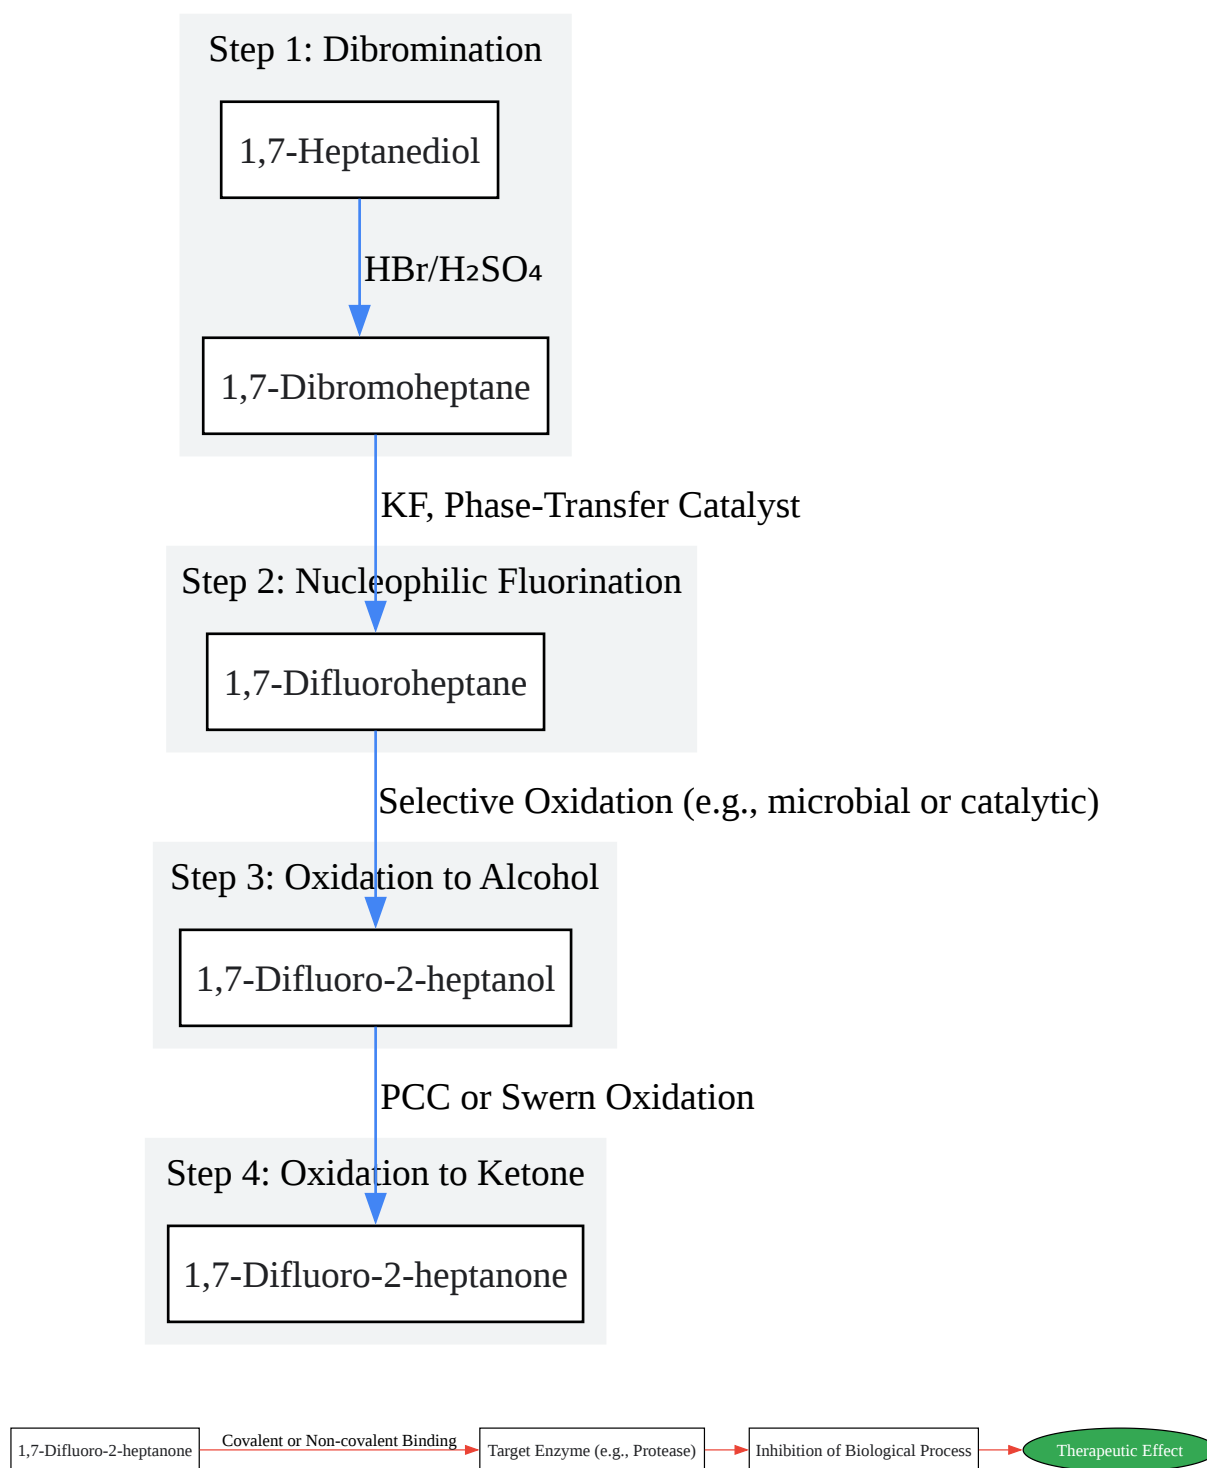 Step 1: Dibromination
1,7-Heptanediol
HBr/H₂SO₄
1,7-Dibromoheptane
KF, Phase-Transfer Catalyst
Step 2: Nucleophilic Fluorination
1,7-Difluoroheptane
Selective Oxidation (e.g., microbial or catalytic)
Step 3: Oxidation to Alcohol
1,7-Difluoro-2-heptanol
PCC or Swern Oxidation
Step 4: Oxidation to Ketone
1,7-Difluoro-2-heptanone
1,7-Difluoro-2-heptanone
Covalent or Non-covalent Binding
Target Enzyme (e.g., Protease)
Inhibition of Biological Process
Therapeutic Effect